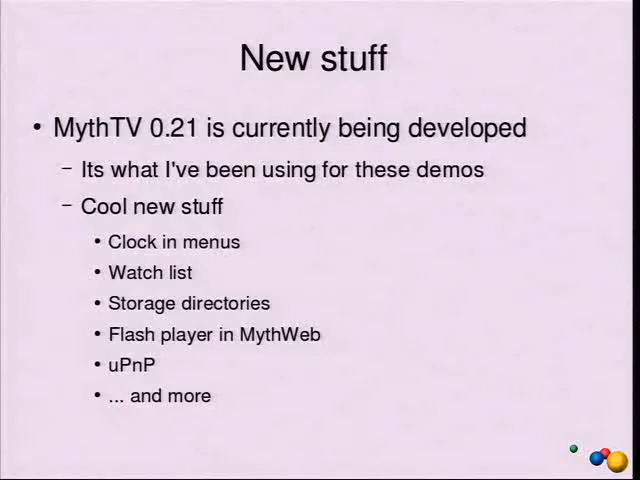 New stuff
• MythTV 0.21 is currently being developed
– Its what I've been using for these demos
– Cool new stuff
• Clock in menus
• Watch list
• Storage directories
• Flash player in MythWeb
• uPnP
• ... and more